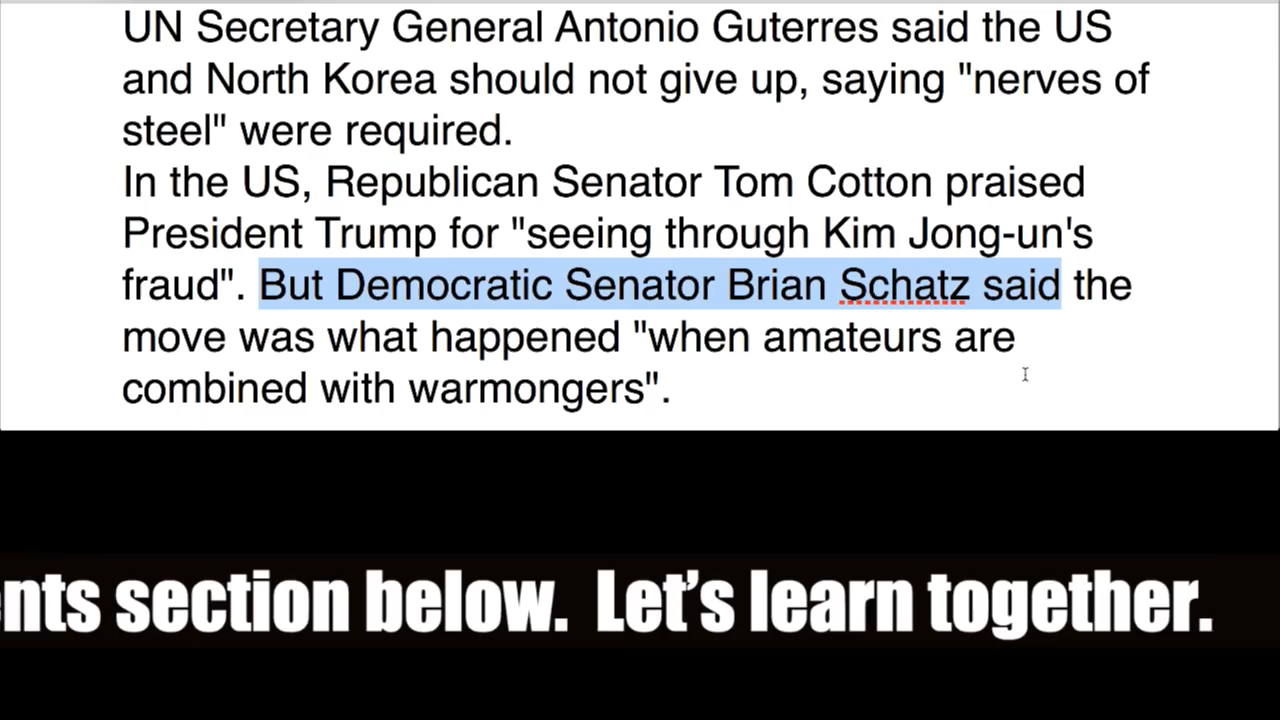 UN Secretary General Antonio Guterres said the US
and North Korea should not give up, saying "nerves of
steel" were required.
In the US, Republican Senator Tom Cotton praised
President Trump for "seeing through Kim Jong-un's
fraud". But Democratic Senator Brian Schatz said the
move was what happened "when amateurs are
combined with warmongers".
section below.  Let’s learn together.